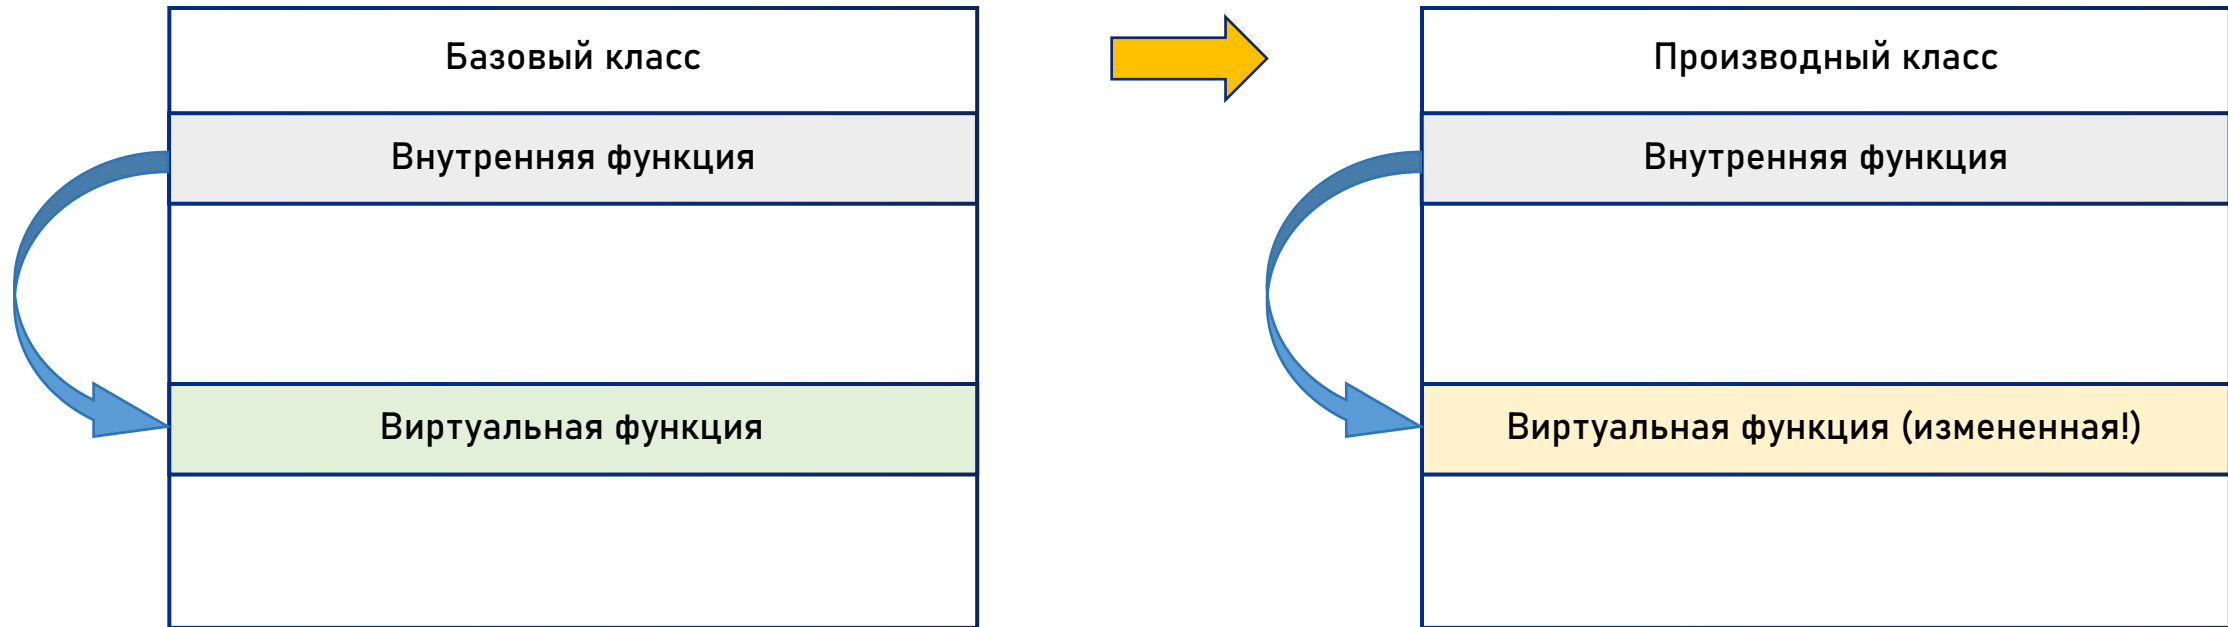 Базовый класс
Производный класс
Внутренняя функция
Внутренняя функция
Виртуальная функция
Виртуальная функция (измененная!)